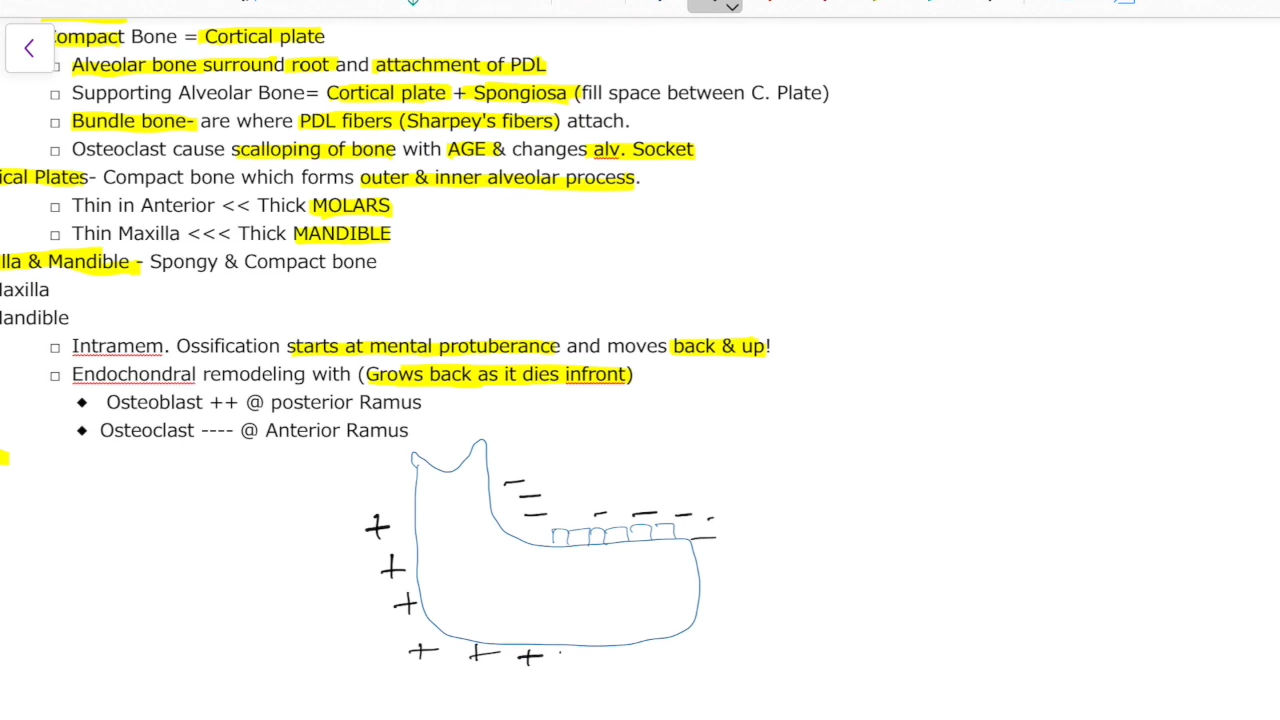 ompact Bone = Cortical plate
□ Alveolar bone surround root and attachment of PDL
□ Supporting Alveolar Bone= Cortical plate + Spongiosa (fill space between C. Plate)
□ Bundle bone- are where PDL fibers (Sharpey's fibers) attach.
□ Osteoclast cause scalloping of bone with AGE & changes alv. Socket
ical Plates- Compact bone which forms outer & inner alveolar process.
□ Thin in Anterior << Thick MOLARS
□ Thin Maxilla <<< Thick MANDIBLE
illa & Mandible - Spongy & Compact bone
axilla
andible
□ Intramem. Ossification starts at mental protuberance and moves back & up!
□ Endochondral remodeling with (Grows back as it dies infront)
◆ Osteoblast ++ @ posterior Ramus
◆ Osteoclast ---- @ Anterior Ramus